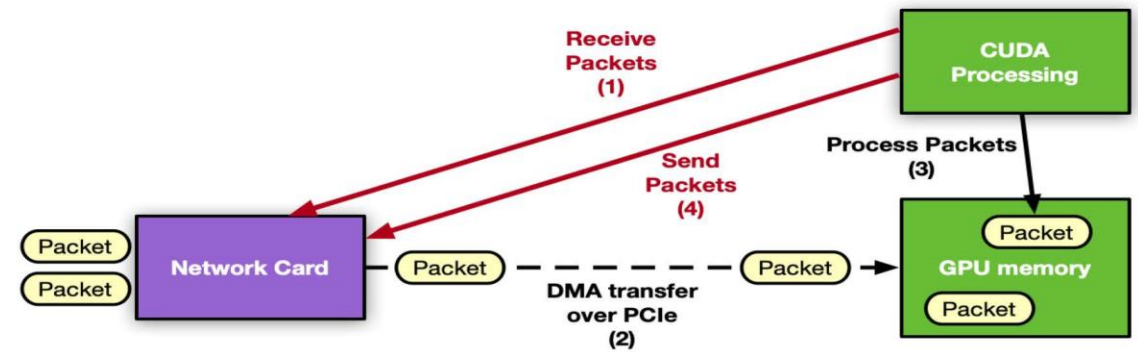 Receive
Packets
(1)
CUDA
Processing
Process Packets
(3)
Send
Packets
(4)
Packet
Packet
Network Card
Packet
DMA transfer
over PCIe
(2)
Packet
Packet
GPU memory
Packet